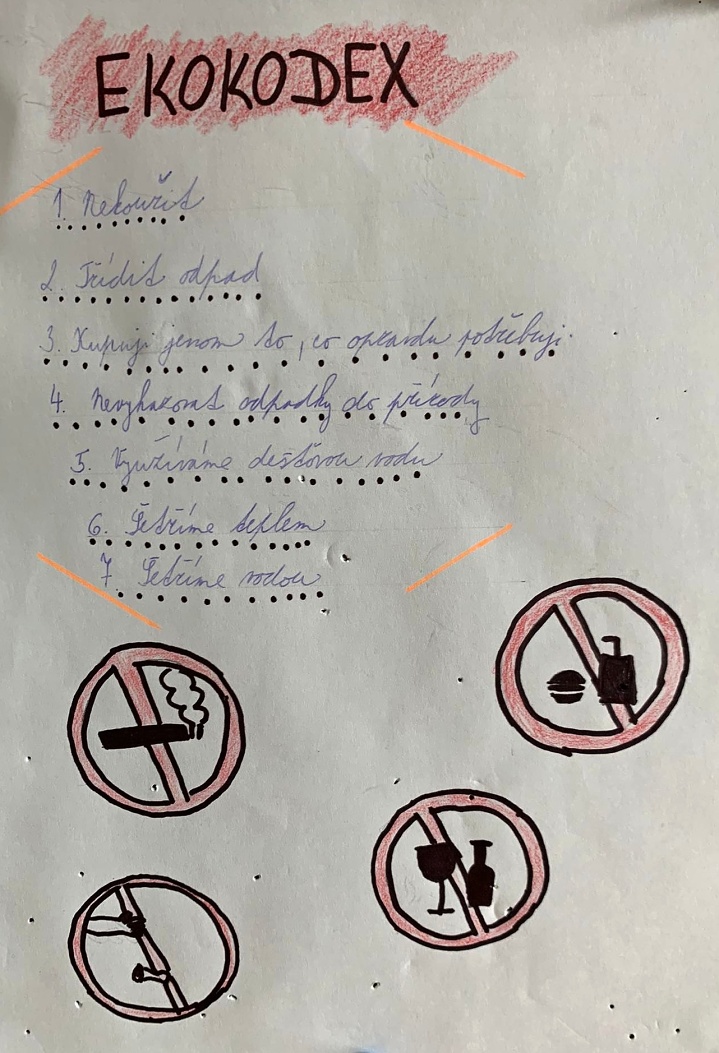 EKOKODEX
1. Nekouřit
2. Třídit odpad
3. Kupuji jenom to, co opravdu potřebuji.
4. Nevyhazovat odpadky do přírody
5. Využíváme dešťovou vodu
6. Šetříme teplem
7. Šetříme vodou